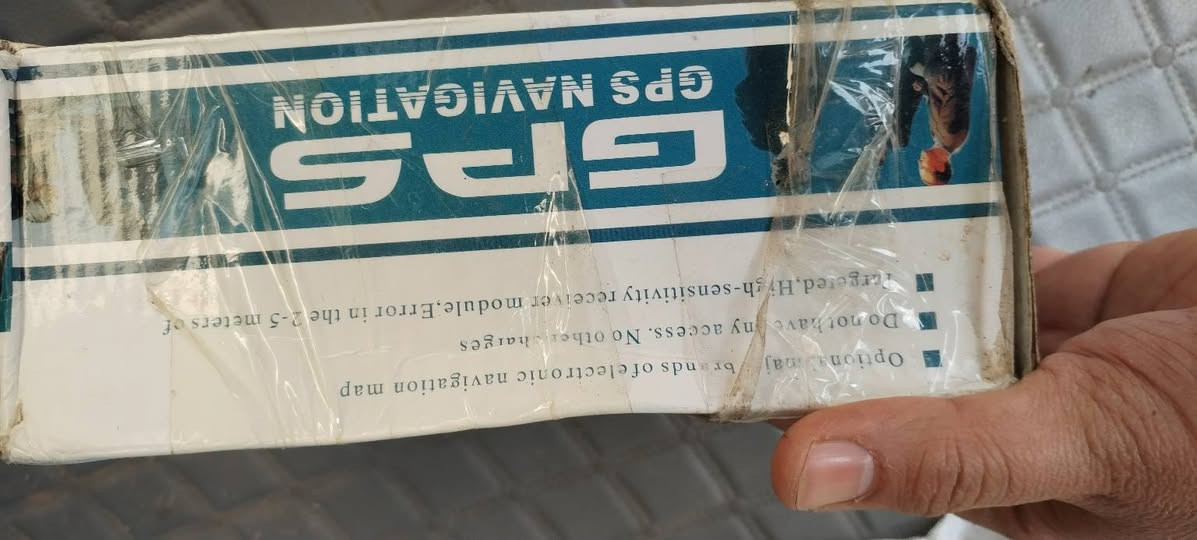 GPS NAVIGATION
GPS
Targeted,High-sensitivity receiver module,Error in the 2-5 meters of
Do not have any access. No other charges
Optional brands of electronic navigation map